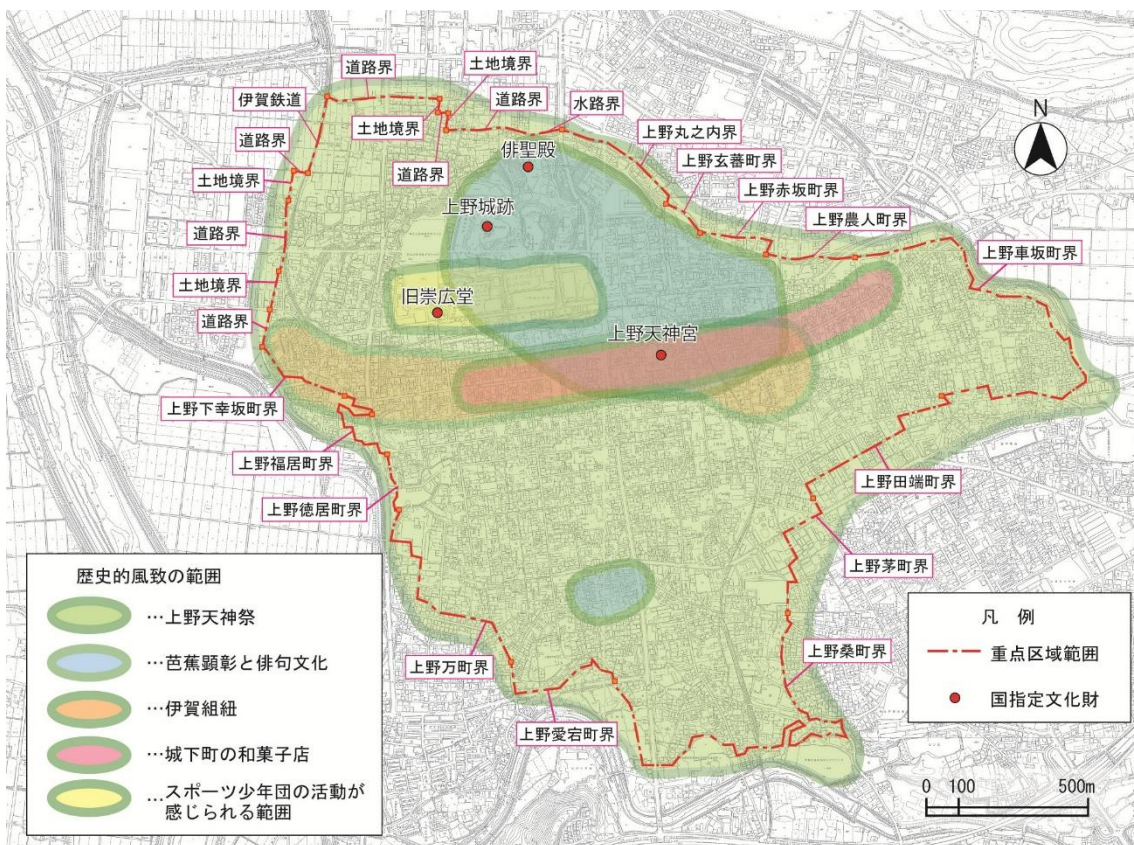 道路界
土地境界
伊賀鉄道
道路界
水路界
土地境界
道路界
道路界
上野丸之内界
俳聖殿
上野玄蕃町界
土地境界
上野赤坂町界
上野城跡
上野農人町界
道路界
上野車坂町界
土地境界
旧崇広堂
道路界
上野天神宮
上野下幸坂町界
上野福居町界
上野徳居町界
上野田端町界
上野茅町界
上野万町界
上野桑町界
上野愛宕町界
N
歴史的風致の範囲
…上野天神祭
…芭蕉顕彰と俳句文化
…伊賀組紐
…城下町の和菓子店
…スポーツ少年団の活動が
感じられる範囲
凡 例
重点区域範囲
国指定文化財
0 100 500m